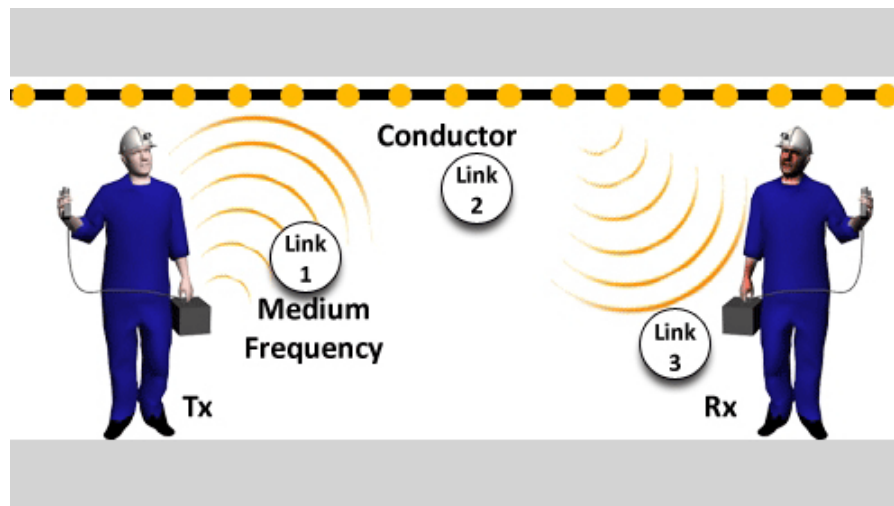 Conductor
Link
2
Link
1
Medium
Frequency
Link
3
Tx
Rx